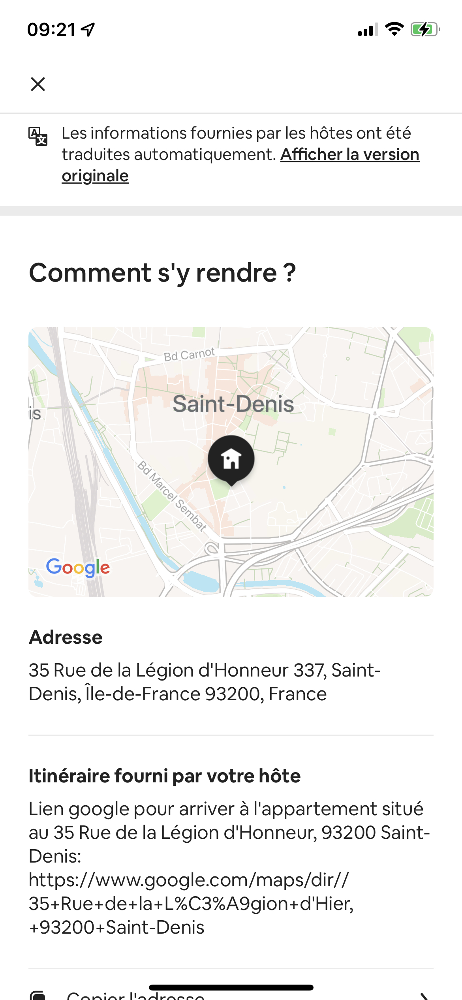 09:21
Les informations fournies par les hôtes ont été
traduites automatiquement. Afficher la version
originale
Comment s'y rendre ?
Bd Carnot
Saint-Denis
is
Bd Marcel Sembat
Google
Adresse
35 Rue de la Légion d'Honneur 337, Saint-
Denis, Île-de-France 93200, France
Itinéraire fourni par votre hôte
Lien google pour arriver à l'appartement situé
au 35 Rue de la Légion d'Honneur, 93200 Saint-
Denis:
https://www.google.com/maps/dir//
35+Rue+de+la+L%C3%A9gion+d'Hier,
+93200+Saint-Denis
Copier l'adresse